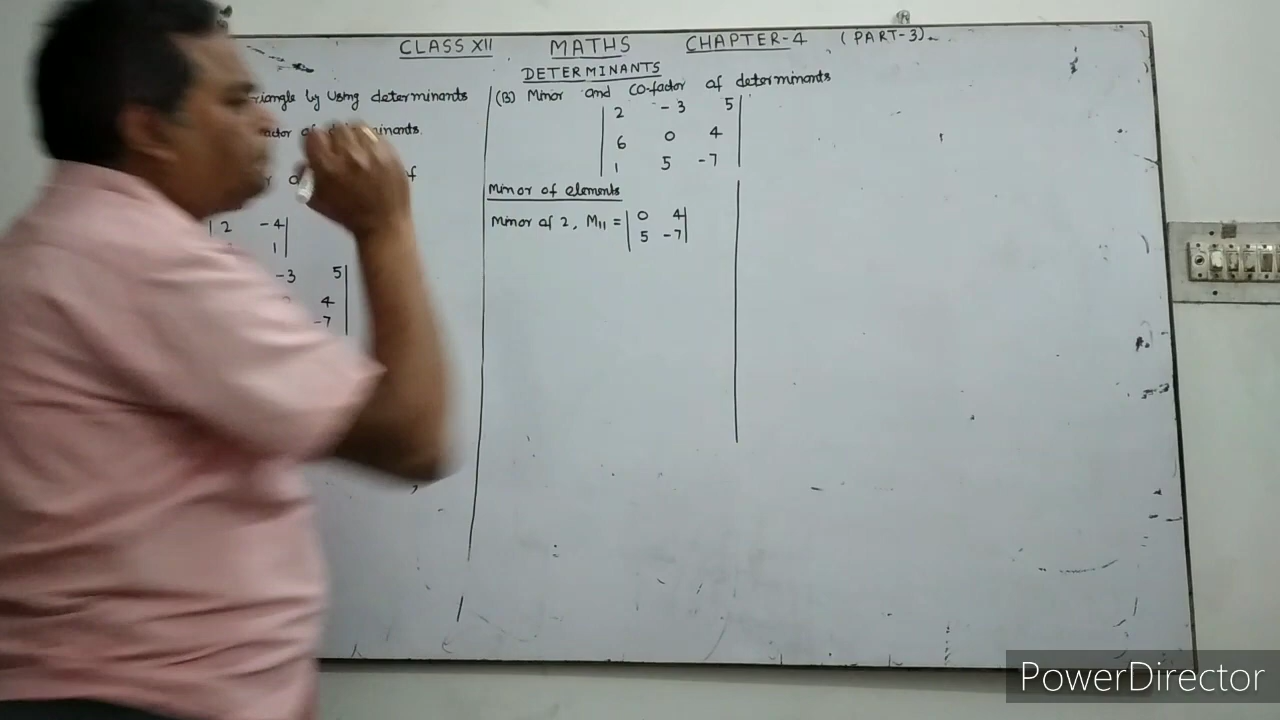 CLASS XII MATHS CHAPTER-4 (PART-3).
DETERMINANTS
by Using determinants
of
2 -4
1
-3 5
4
-7
(B) Minor and co-factor of determinants
2 -3 5
6 0 4
1 5 -7
Minor of elements
Minor of 2, M11 = | 0 4 |
| 5 -7 |
PowerDirector